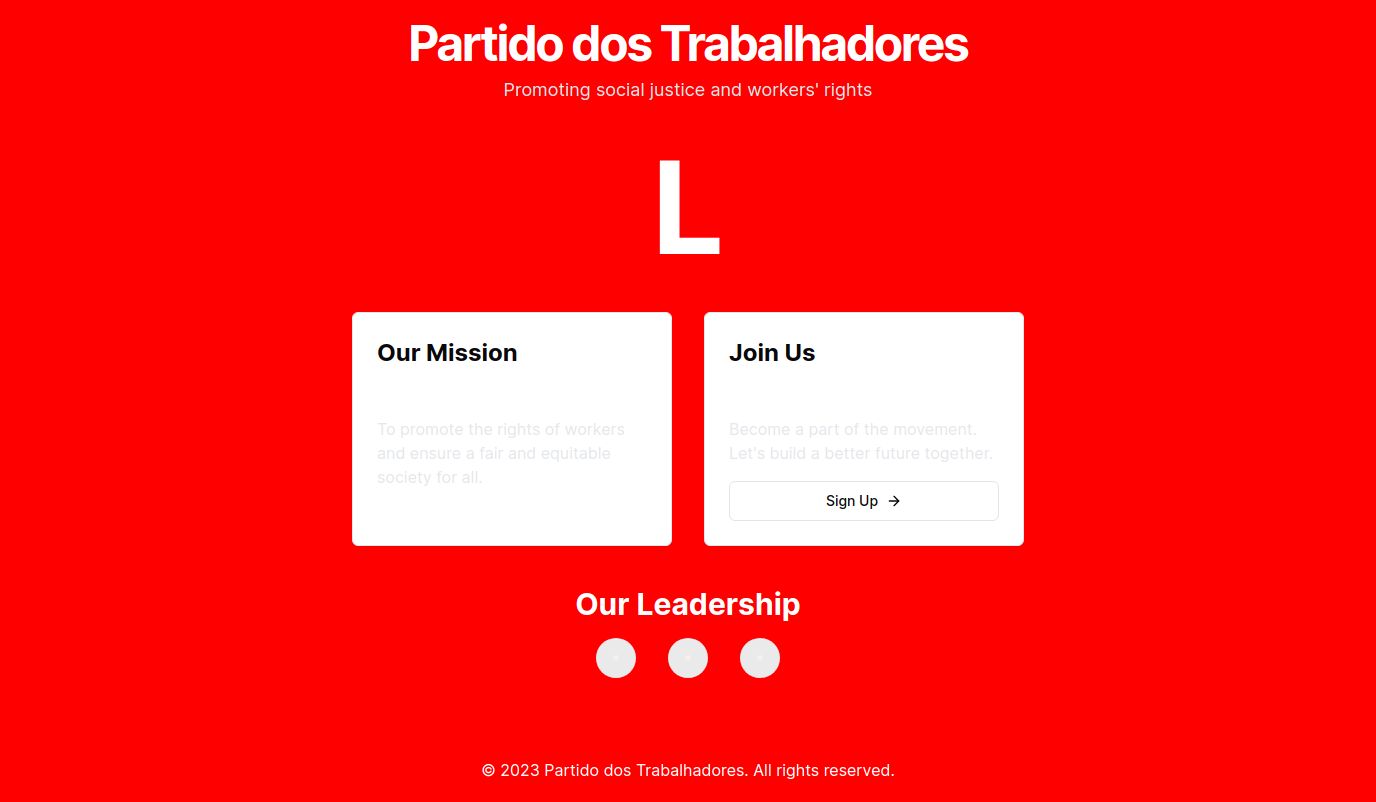 Partido dos Trabalhadores
Promoting social justice and workers' rights
L
Our Mission
To promote the rights of workers
and ensure a fair and equitable
society for all.
Join Us
Become a part of the movement.
Let's build a better future together.
Sign Up →
Our Leadership
© 2023 Partido dos Trabalhadores. All rights reserved.